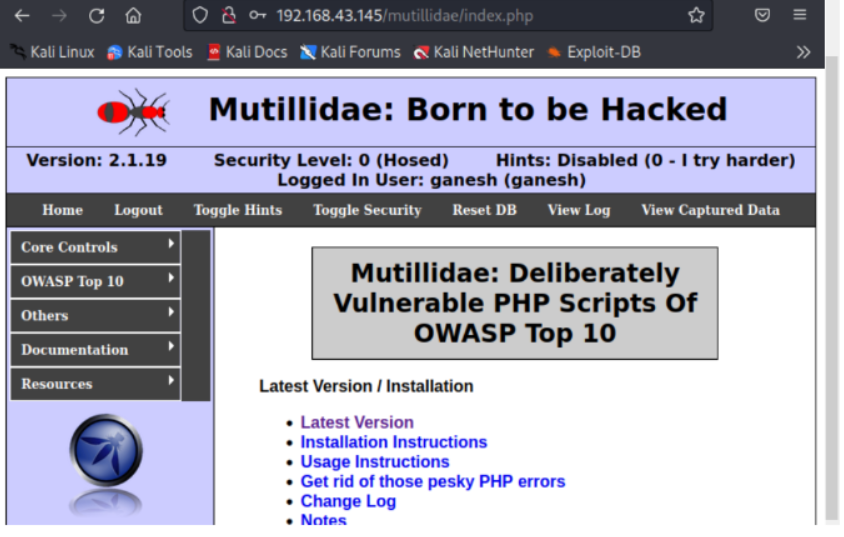 192.168.43.145/mutillidae/index.php
Kali Linux Kali Tools Kali Docs Kali Forums Kali NetHunter Exploit-DB
Mutillidae: Born to be Hacked
Version: 2.1.19 Security Level: 0 (Hosed) Hints: Disabled (0 - I try harder)
Logged In User: ganesh (ganesh)
Home Logout Toggle Hints Toggle Security Reset DB View Log View Captured Data
Core Controls
OWASP Top 10
Others
Documentation
Resources
Mutillidae: Deliberately
Vulnerable PHP Scripts Of
OWASP Top 10
Latest Version / Installation
Latest Version
Installation Instructions
Usage Instructions
Get rid of those pesky PHP errors
Change Log
Notes